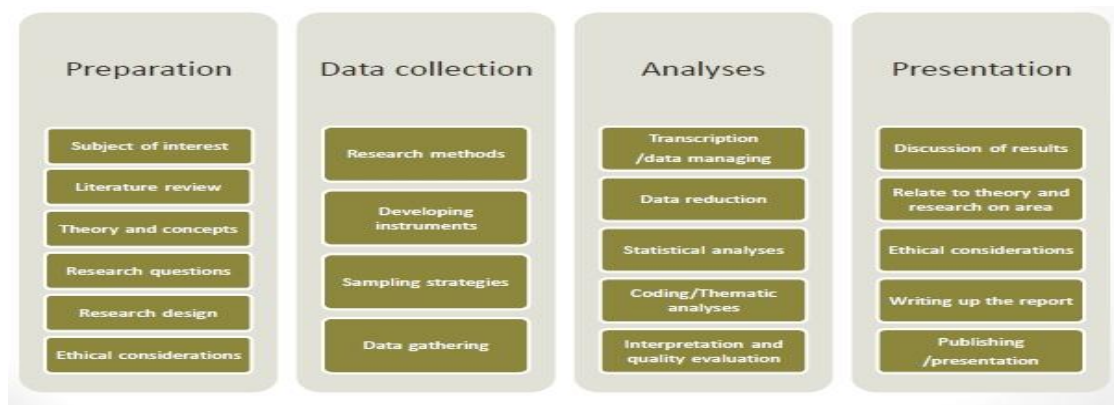 Preparation
Subject of interest
Literature review
Theory and concepts
Research questions
Research design
Ethical considerations
Data collection
Research methods
Developing
instruments
Sampling strategies
Data gathering
Analyses
Transcription
/data managing
Data reduction
Statistical analyses
Coding/Thematic
analyses
Interpretation and
quality evaluation
Presentation
Discussion of results
Relate to theory and
research on area
Ethical considerations
Writing up the report
Publishing
/presentation